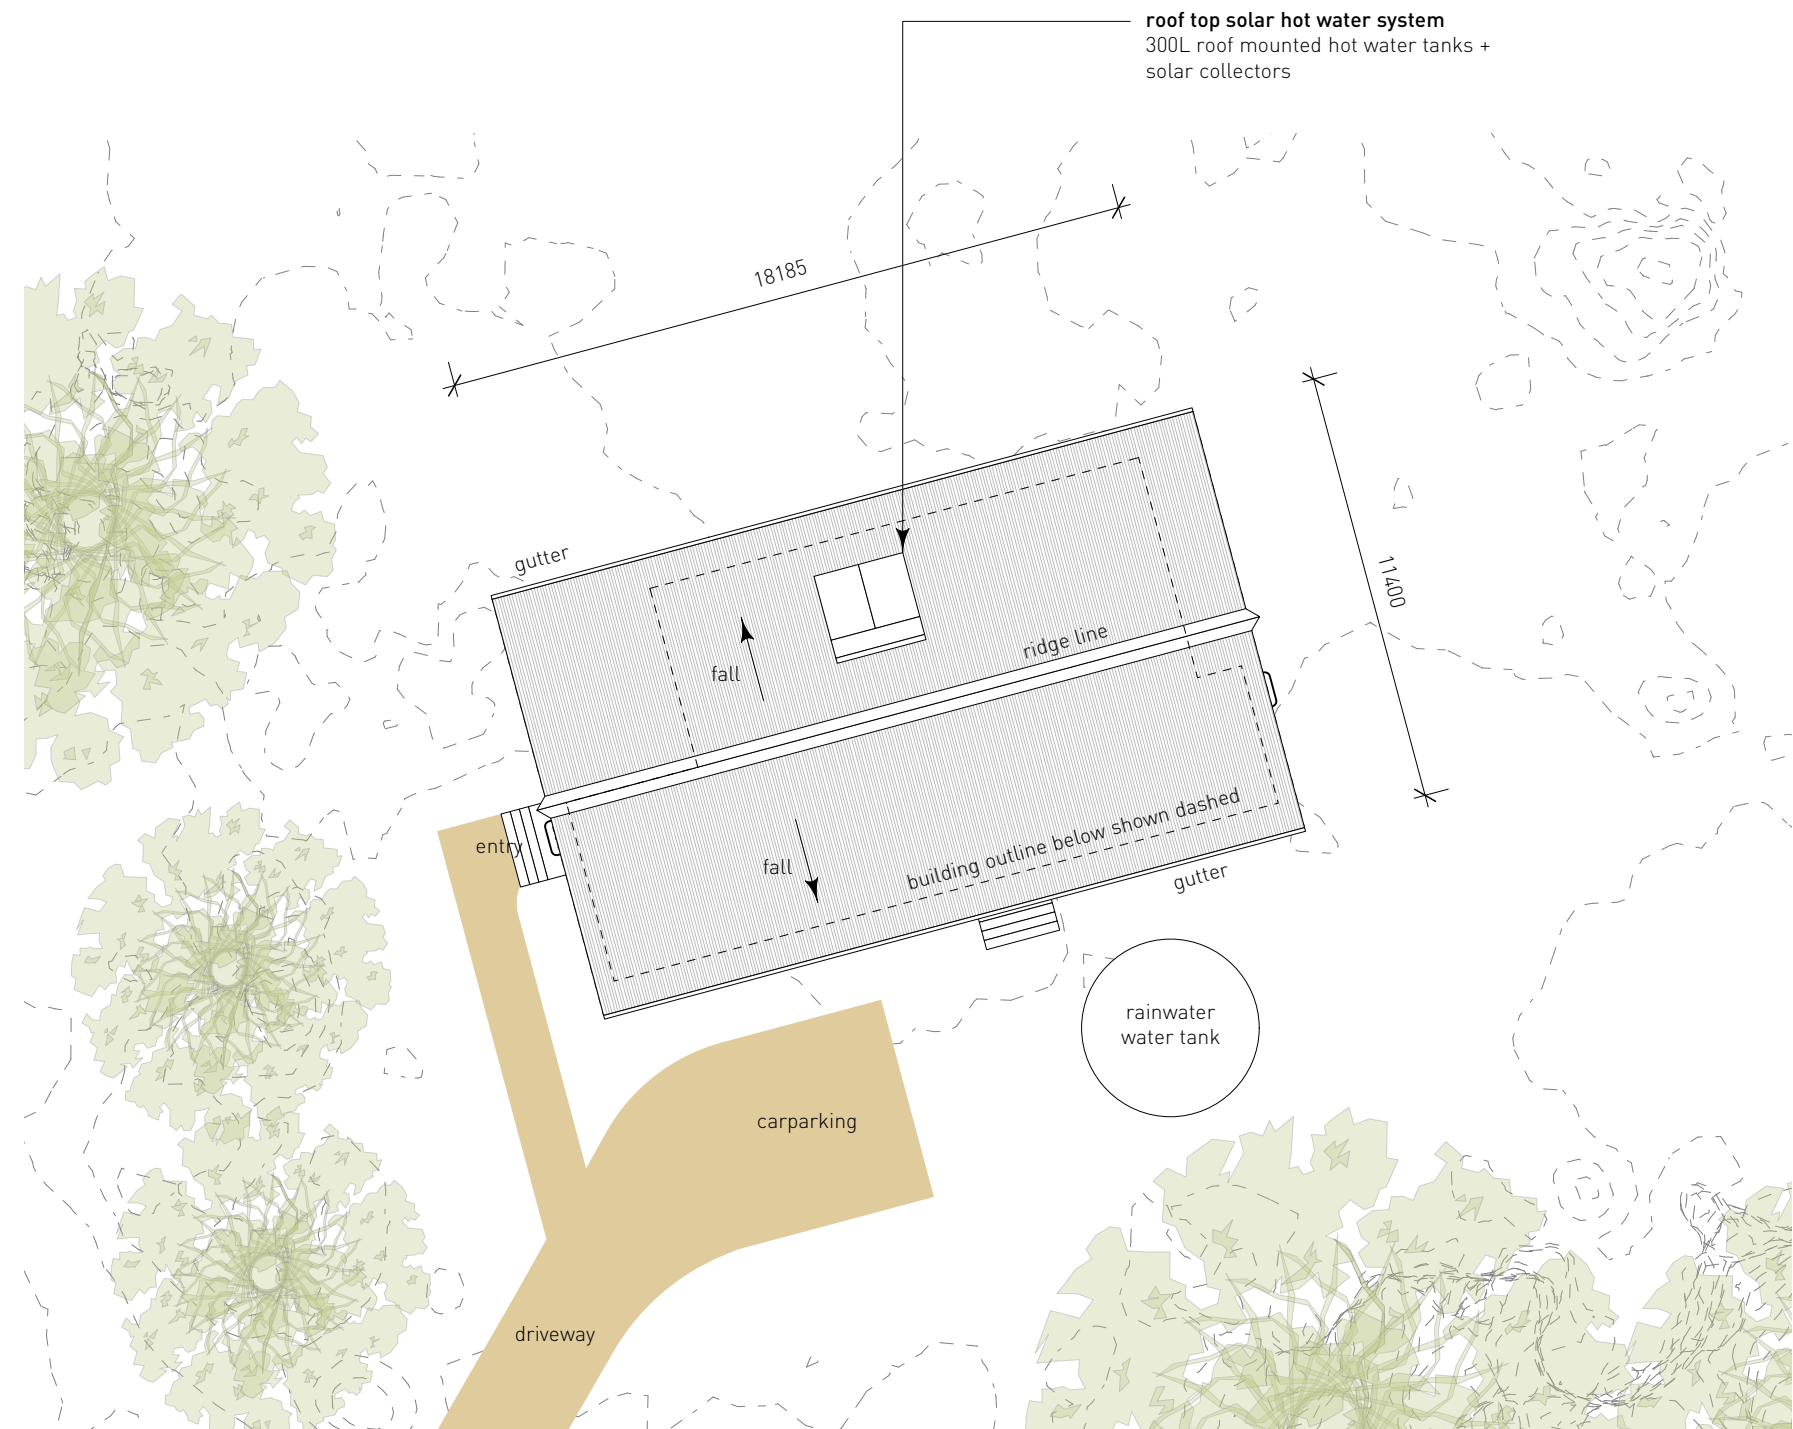 roof top solar hot water system
300L roof mounted hot water tanks +
solar collectors
18185
11400
gutter
ridge line
fall
entry
fall
building outline below shown dashed
gutter
rainwater
water tank
carparking
driveway